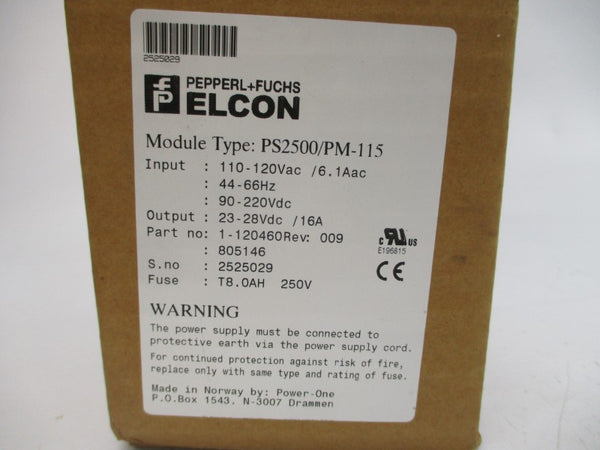 2525029
PEPPERL+FUCHS
ELCON
Module Type: PS2500/PM-115
Input : 110-120Vac /6.1Aac
: 44-66Hz
: 90-220Vdc
Output : 23-28Vdc /16A
Part no: 1-120460Rev: 009
: 805146
S.no : 2525029
Fuse : T8.0AH 250V
c UL US
E196815
CE
WARNING
The power supply must be connected to
protective earth via the power supply cord.
For continued protection against risk of fire,
replace only with same type and rating of fuse.
Made in Norway by: Power-One
P.O.Box 1543. N-3007 Drammen